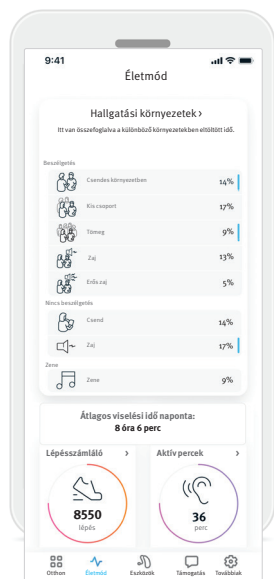 9:41
Életmód
Hallgatási környezetek ›
Itt van összefoglalva a különböző környezetekben eltöltött idő.
Beszélgetés
Csendes környezetben 14%
Kis csoport 17%
Tömeg 9%
Zaj 13%
Erős zaj 5%
Nincs beszélgetés
Csend 14%
Zaj 17%
Zene
Zene 9%
Átlagos viselési idő naponta:
8 óra 6 perc
Lépésszámláló › Aktív percek ›
8550 36
lépés perc
Otthon Életmód Eszközök Támogatás Továbbiak